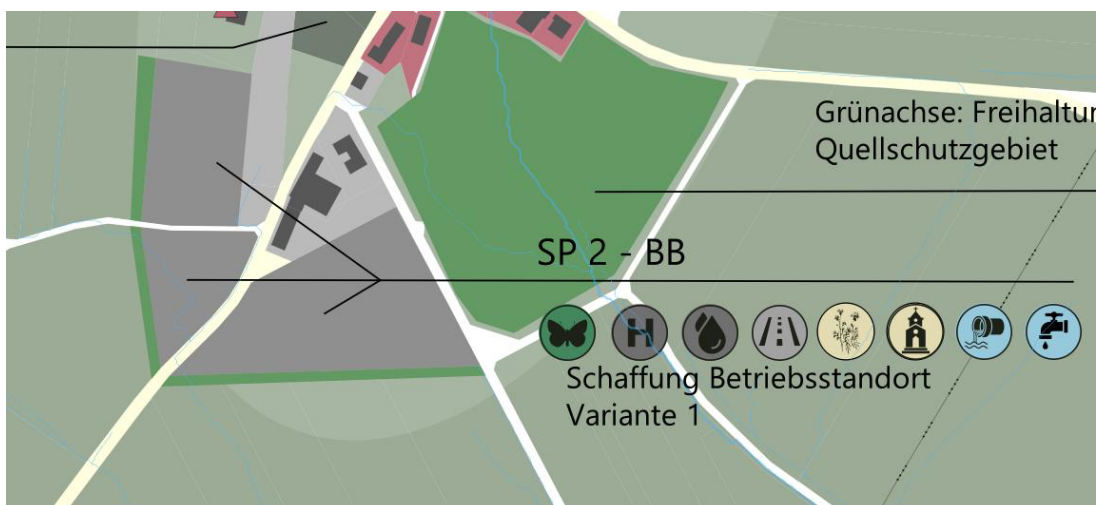 Grünachse: Freihaltun
Quellschutzgebiet
SP 2 - BB
H
Schaffung Betriebsstandort
Variante 1